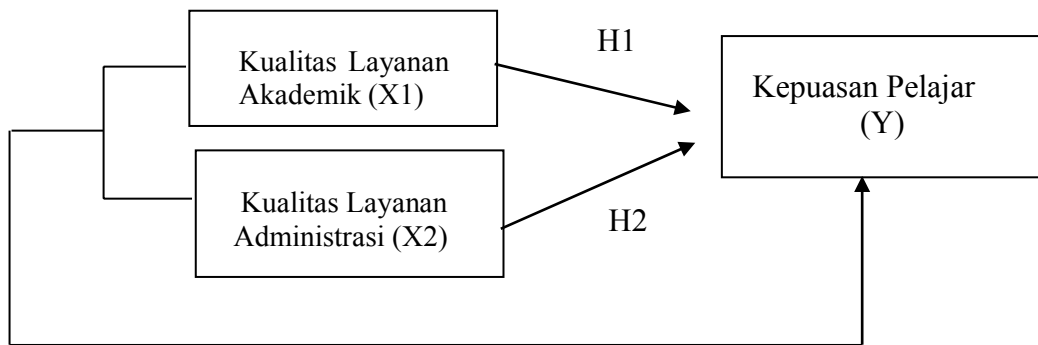 Kualitas Layanan
Akademik (X1)
H1
Kepuasan Pelajar
(Y)
Kualitas Layanan
Administrasi (X2)
H2